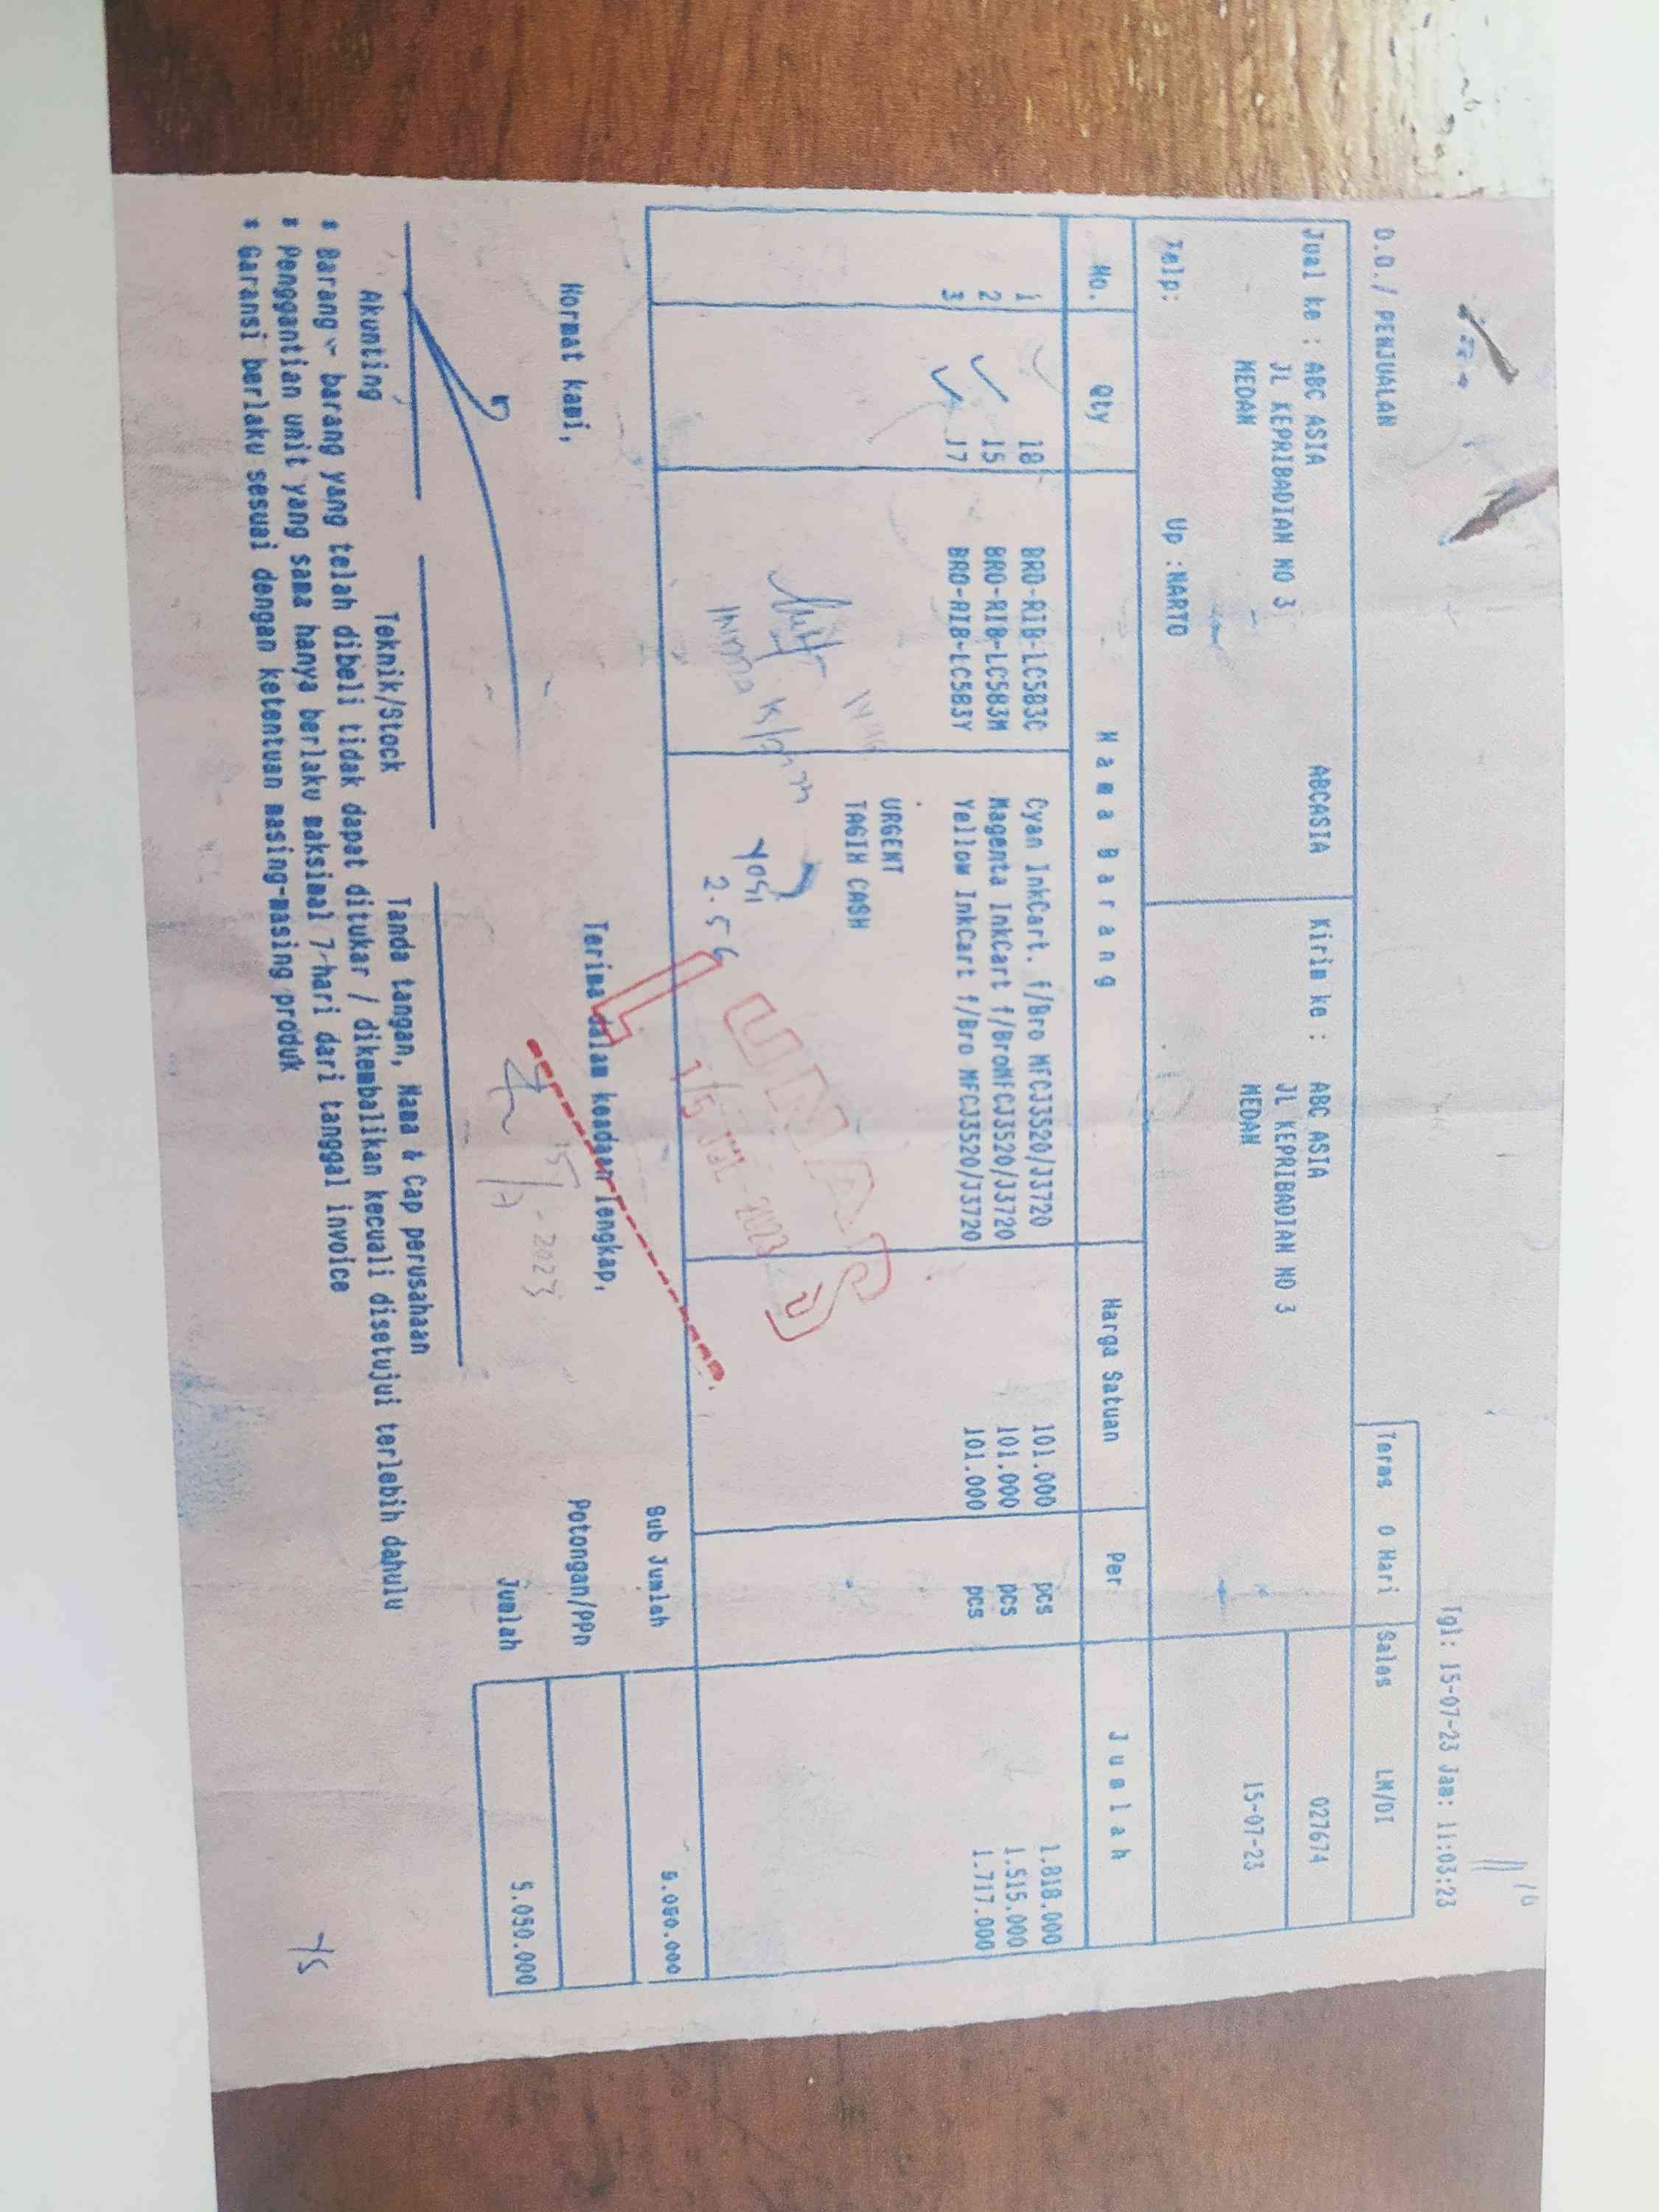 Tgl: 15-07-23 Jam: 11:03:23
D.O./ PENJUALAN
Terms 0 Hari Sales LM/DI
Jual ke : ABC ASIA ABCASIA
JL KEPRIBADIAN NO 3
MEDAN
Telp: Up :NARTO
Kirim ke : ABC ASIA
JL KEPRIBADIAN NO 3
MEDAN
027674
15-07-23
No. Qty Nama Barang Harga Satuan Per Jumlah
1 18 BRO-RIB-LC583C Cyan InkCart. f/Bro MFCJ3520/J3720 101.000 pcs 1.818.000
2 15 BRO-RIB-LC583M Magenta InkCart f/BroMFCJ3520/J3720 101.000 pcs 1.515.000
3 17 BRO-RIB-LC583Y Yellow InkCart f/Bro MFCJ3520/J3720 101.000 pcs 1.717.000
URGENT
TAGIH CASH
Yosi
2.56
LUNAS
15 JUL 2023
Sub Jumlah 5.050.000
Hormat kami, Terima dalam keadaan lengkap,
Potongan/PPn
15/7-2023
Jumlah 5.050.000
Akunting Teknik/Stock Tanda tangan, Nama & Cap perusahaan
* Barang - barang yang telah dibeli tidak dapat ditukar / dikembalikan kecuali disetujui terlebih dahulu
* Penggantian unit yang sama hanya berlaku maksimal 7 hari dari tanggal invoice
* Garansi berlaku sesuai dengan ketentuan masing-masing produk